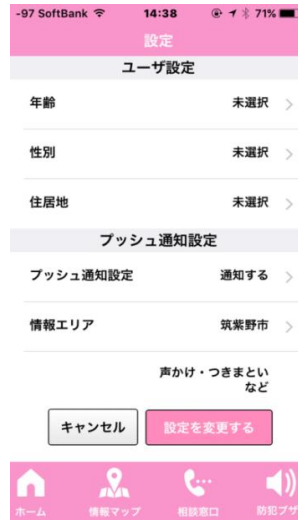 -97 SoftBank 14:38 71%
設定
ユーザ設定
年齢 未選択
性別 未選択
住居地 未選択
プッシュ通知設定
プッシュ通知設定 通知する
情報エリア 筑紫野市
声かけ・つきまとい
など
キャンセル 設定を変更する
ホーム 情報マップ 相談窓口 防犯ブザ